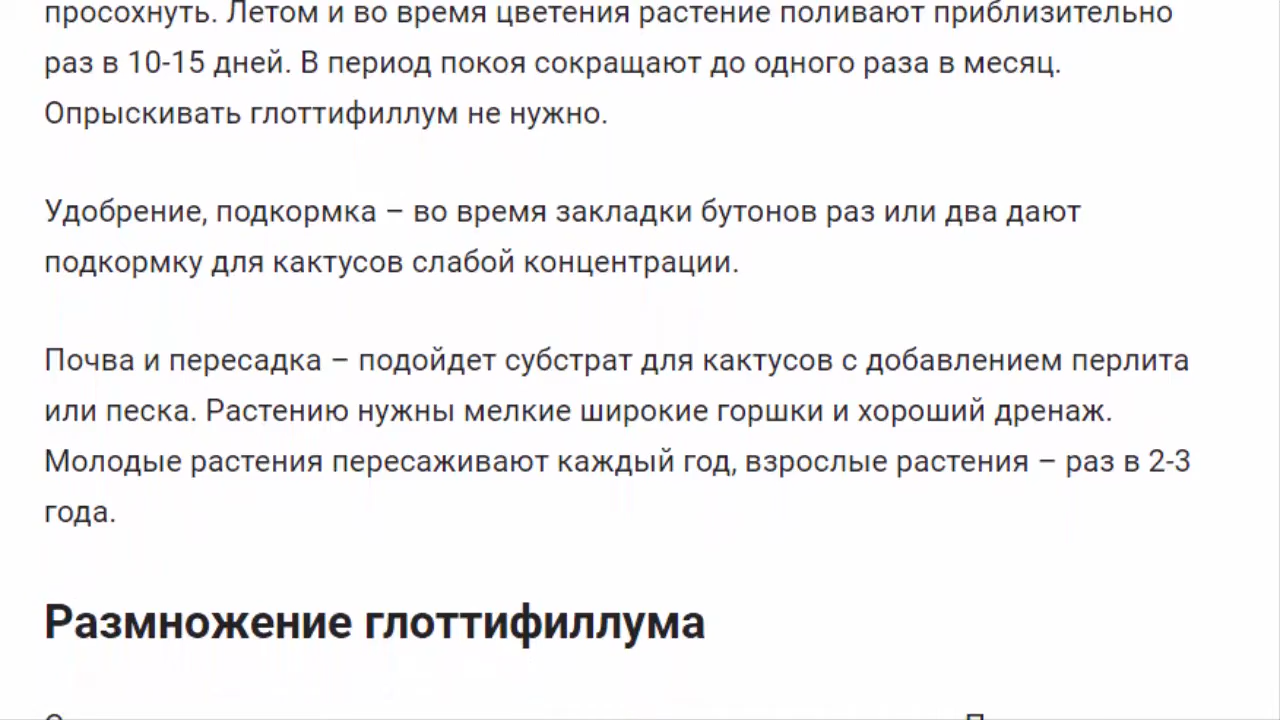 просохнуть. Летом и во время цветения растение поливают приблизительно
раз в 10-15 дней. В период покоя сокращают до одного раза в месяц.
Опрыскивать глоттифиллум не нужно.
Удобрение, подкормка – во время закладки бутонов раз или два дают
подкормку для кактусов слабой концентрации.
Почва и пересадка – подойдет субстрат для кактусов с добавлением перлита
или песка. Растению нужны мелкие широкие горшки и хороший дренаж.
Молодые растения пересаживают каждый год, взрослые растения – раз в 2-3
года.
Размножение глоттифиллума